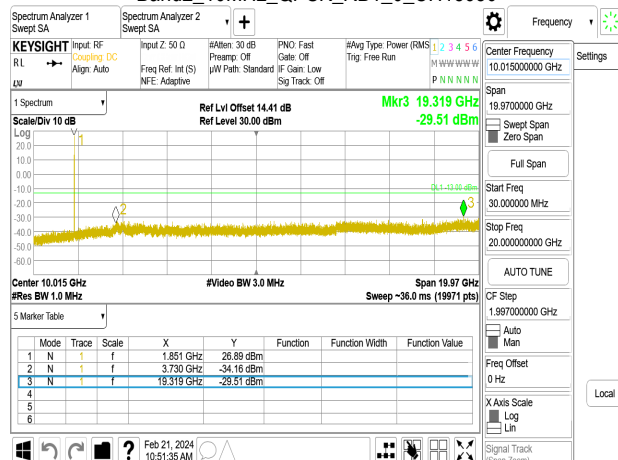 Spectrum Analyzer 1
Swept SA
Spectrum Analyzer 2
Swept SA
Frequency
KEYSIGHT
RL
LXI
Input: RF
Coupling: DC
Align: Auto
Input Z: 50 Ω
Freq Ref: Int (S)
NFE: Adaptive
#Atten: 30 dB
Preamp: Off
µW Path: Standard
PNO: Fast
Gate: Off
IF Gain: Low
Sig Track: Off
#Avg Type: Power (RMS
Trig: Free Run
1 2 3 4 5 6
M W W W W W
P N N N N N
Center Frequency
10.015000000 GHz
Settings
Span
19.9700000 GHz
Swept Span
Zero Span
Full Span
Start Freq
30.000000 MHz
Stop Freq
20.000000000 GHz
AUTO TUNE
CF Step
1.997000000 GHz
Auto
Man
Freq Offset
0 Hz
X Axis Scale
Log
Lin
Local
Signal Track
1 Spectrum
Scale/Div 10 dB
Ref Lvl Offset 14.41 dB
Ref Level 30.00 dBm
Mkr3 19.319 GHz
-29.51 dBm
Log
20.0
10.0
0.00
-10.0
-20.0
-30.0
-40.0
-50.0
-60.0
1
2
3
DL1 -13.00 dBm
Center 10.015 GHz
#Res BW 1.0 MHz
#Video BW 3.0 MHz
Span 19.97 GHz
Sweep ~36.0 ms (19971 pts)
5 Marker Table
Mode Trace Scale X Y Function Function Width Function Value
1 N 1 f 1.851 GHz 26.89 dBm
2 N 1 f 3.730 GHz -34.16 dBm
3 N 1 f 19.319 GHz -29.51 dBm
4
5
6
Feb 21, 2024
10:51:35 AM